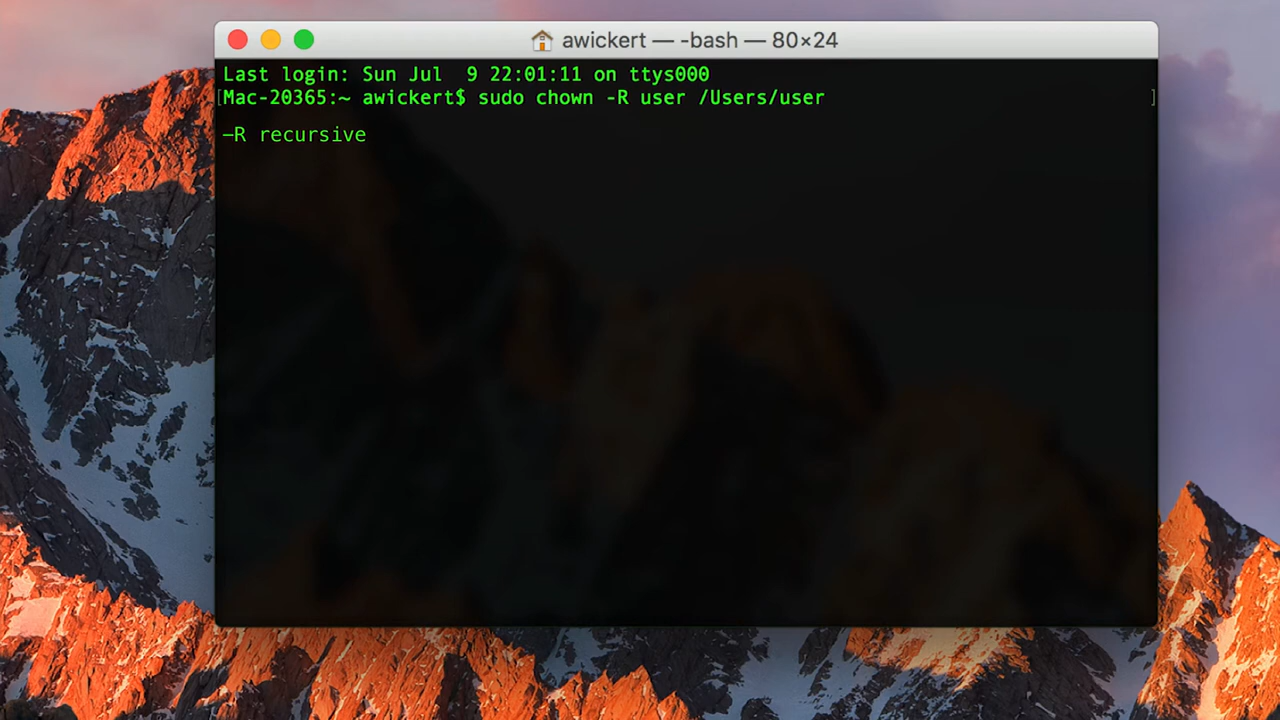 awickert — -bash — 80×24
Last login: Sun Jul  9 22:01:11 on ttys000
[Mac-20365:~ awickert$ sudo chown -R user /Users/user ]
–R recursive